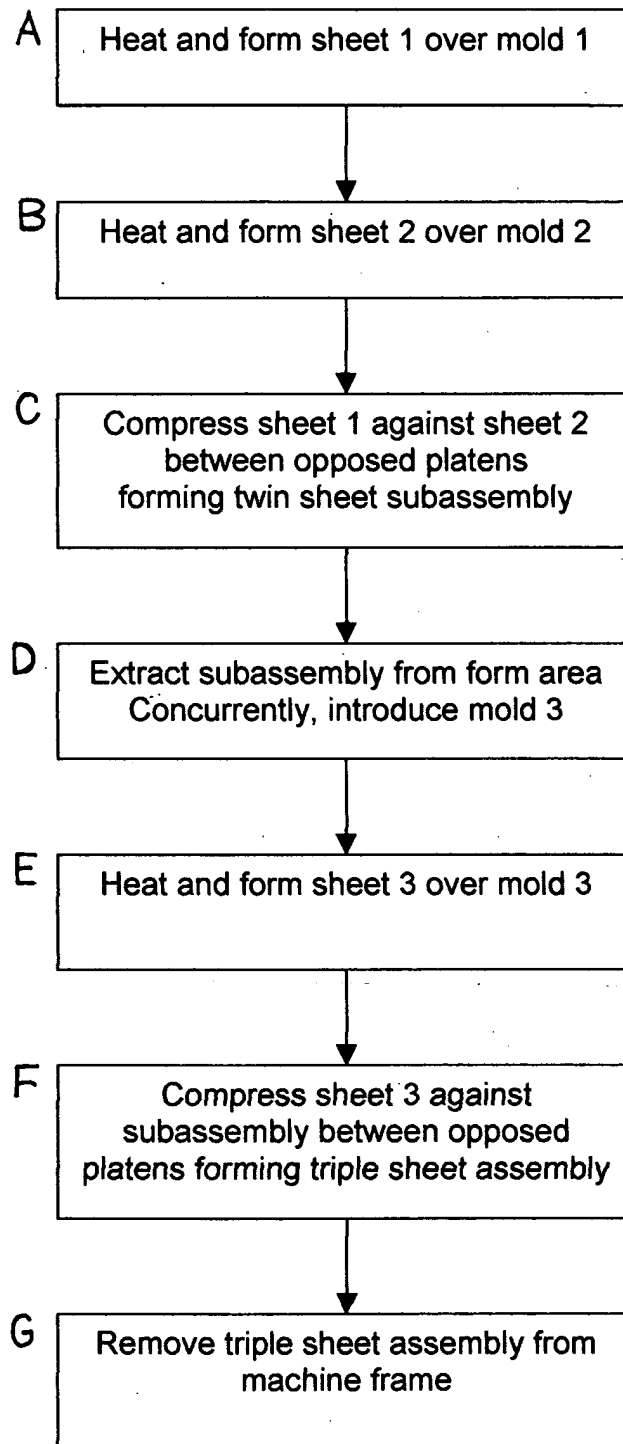 A
Heat and form sheet 1 over mold 1
B
Heat and form sheet 2 over mold 2
C
Compress sheet 1 against sheet 2
between opposed platens
forming twin sheet subassembly
D
Extract subassembly from form area
Concurrently, introduce mold 3
E
Heat and form sheet 3 over mold 3
F
Compress sheet 3 against
subassembly between opposed
platens forming triple sheet assembly
G
Remove triple sheet assembly from
machine frame